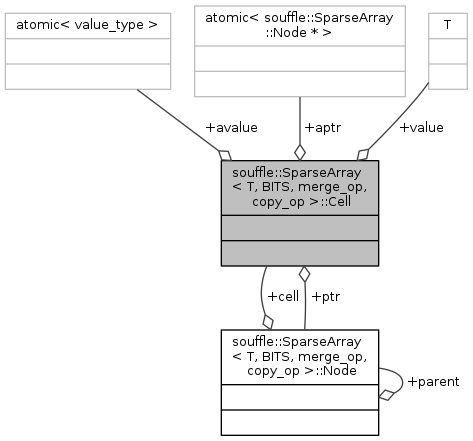 atomic< value_type >
atomic< souffle::SparseArray
::Node * >
T
+avalue
+aptr
+value
souffle::SparseArray
< T, BITS, merge_op,
copy_op >::Cell
+cell
+ptr
souffle::SparseArray
< T, BITS, merge_op,
copy_op >::Node
+parent